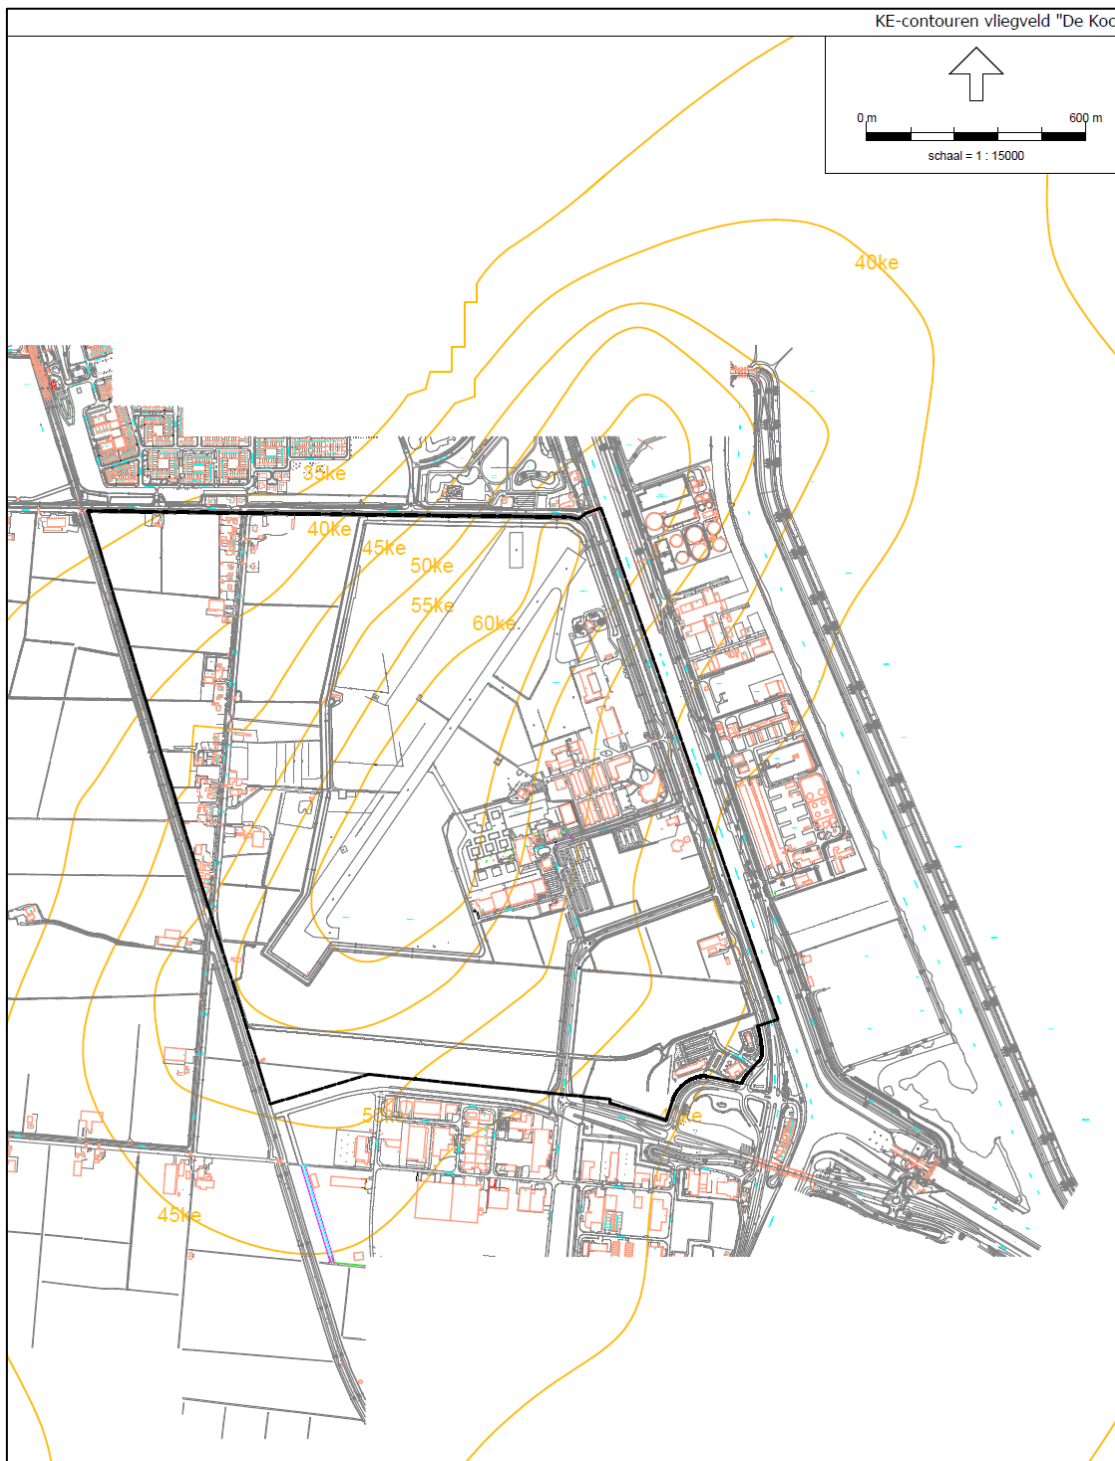 KE-contouren vliegveld "De Koo
0 m 600 m
schaal = 1 : 15000
40ke
35ke
40ke
45ke
50ke
55ke
60ke
45ke